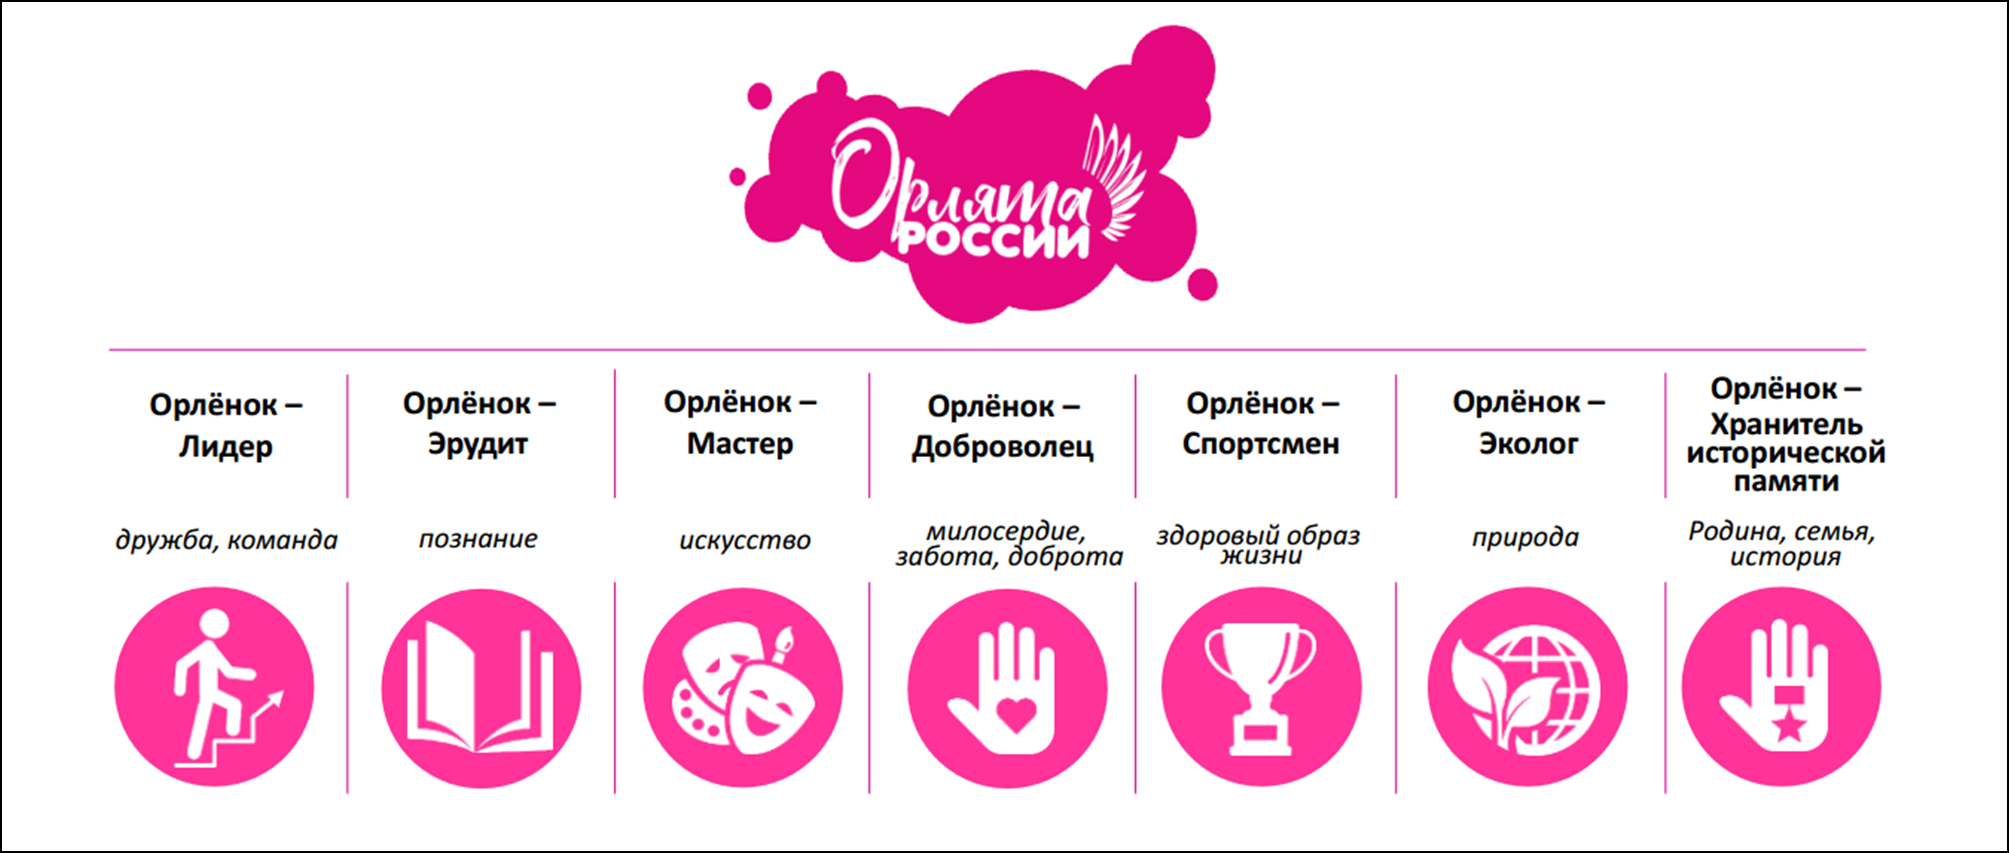 Орлята
РОССИИ
Орлёнок –
Лидер
дружба, команда
Орлёнок –
Эрудит
познание
Орлёнок –
Мастер
искусство
Орлёнок –
Доброволец
милосердие,
забота, доброта
Орлёнок –
Спортсмен
здоровый образ
жизни
Орлёнок –
Эколог
природа
Орлёнок –
Хранитель
исторической
памяти
Родина, семья,
история